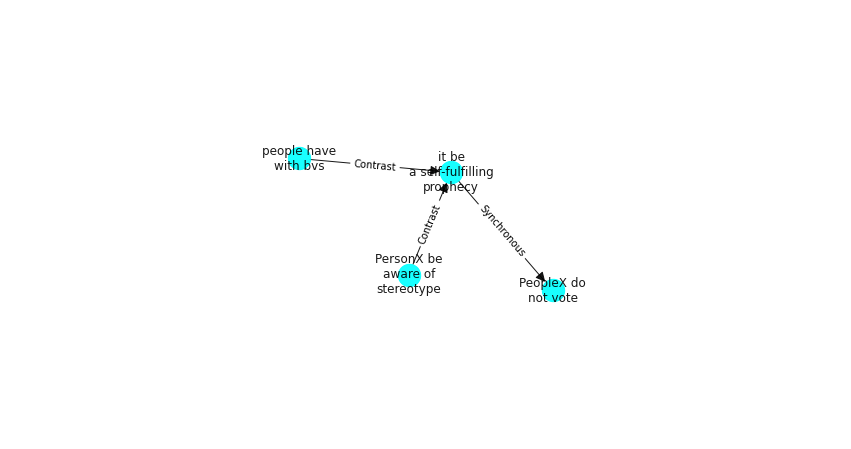 people have
with bvs
Contrast
it be
a self-fulfilling
prophecy
Contrast
Synchronous
PersonX be
aware of
stereotype
PeopleX do
not vote